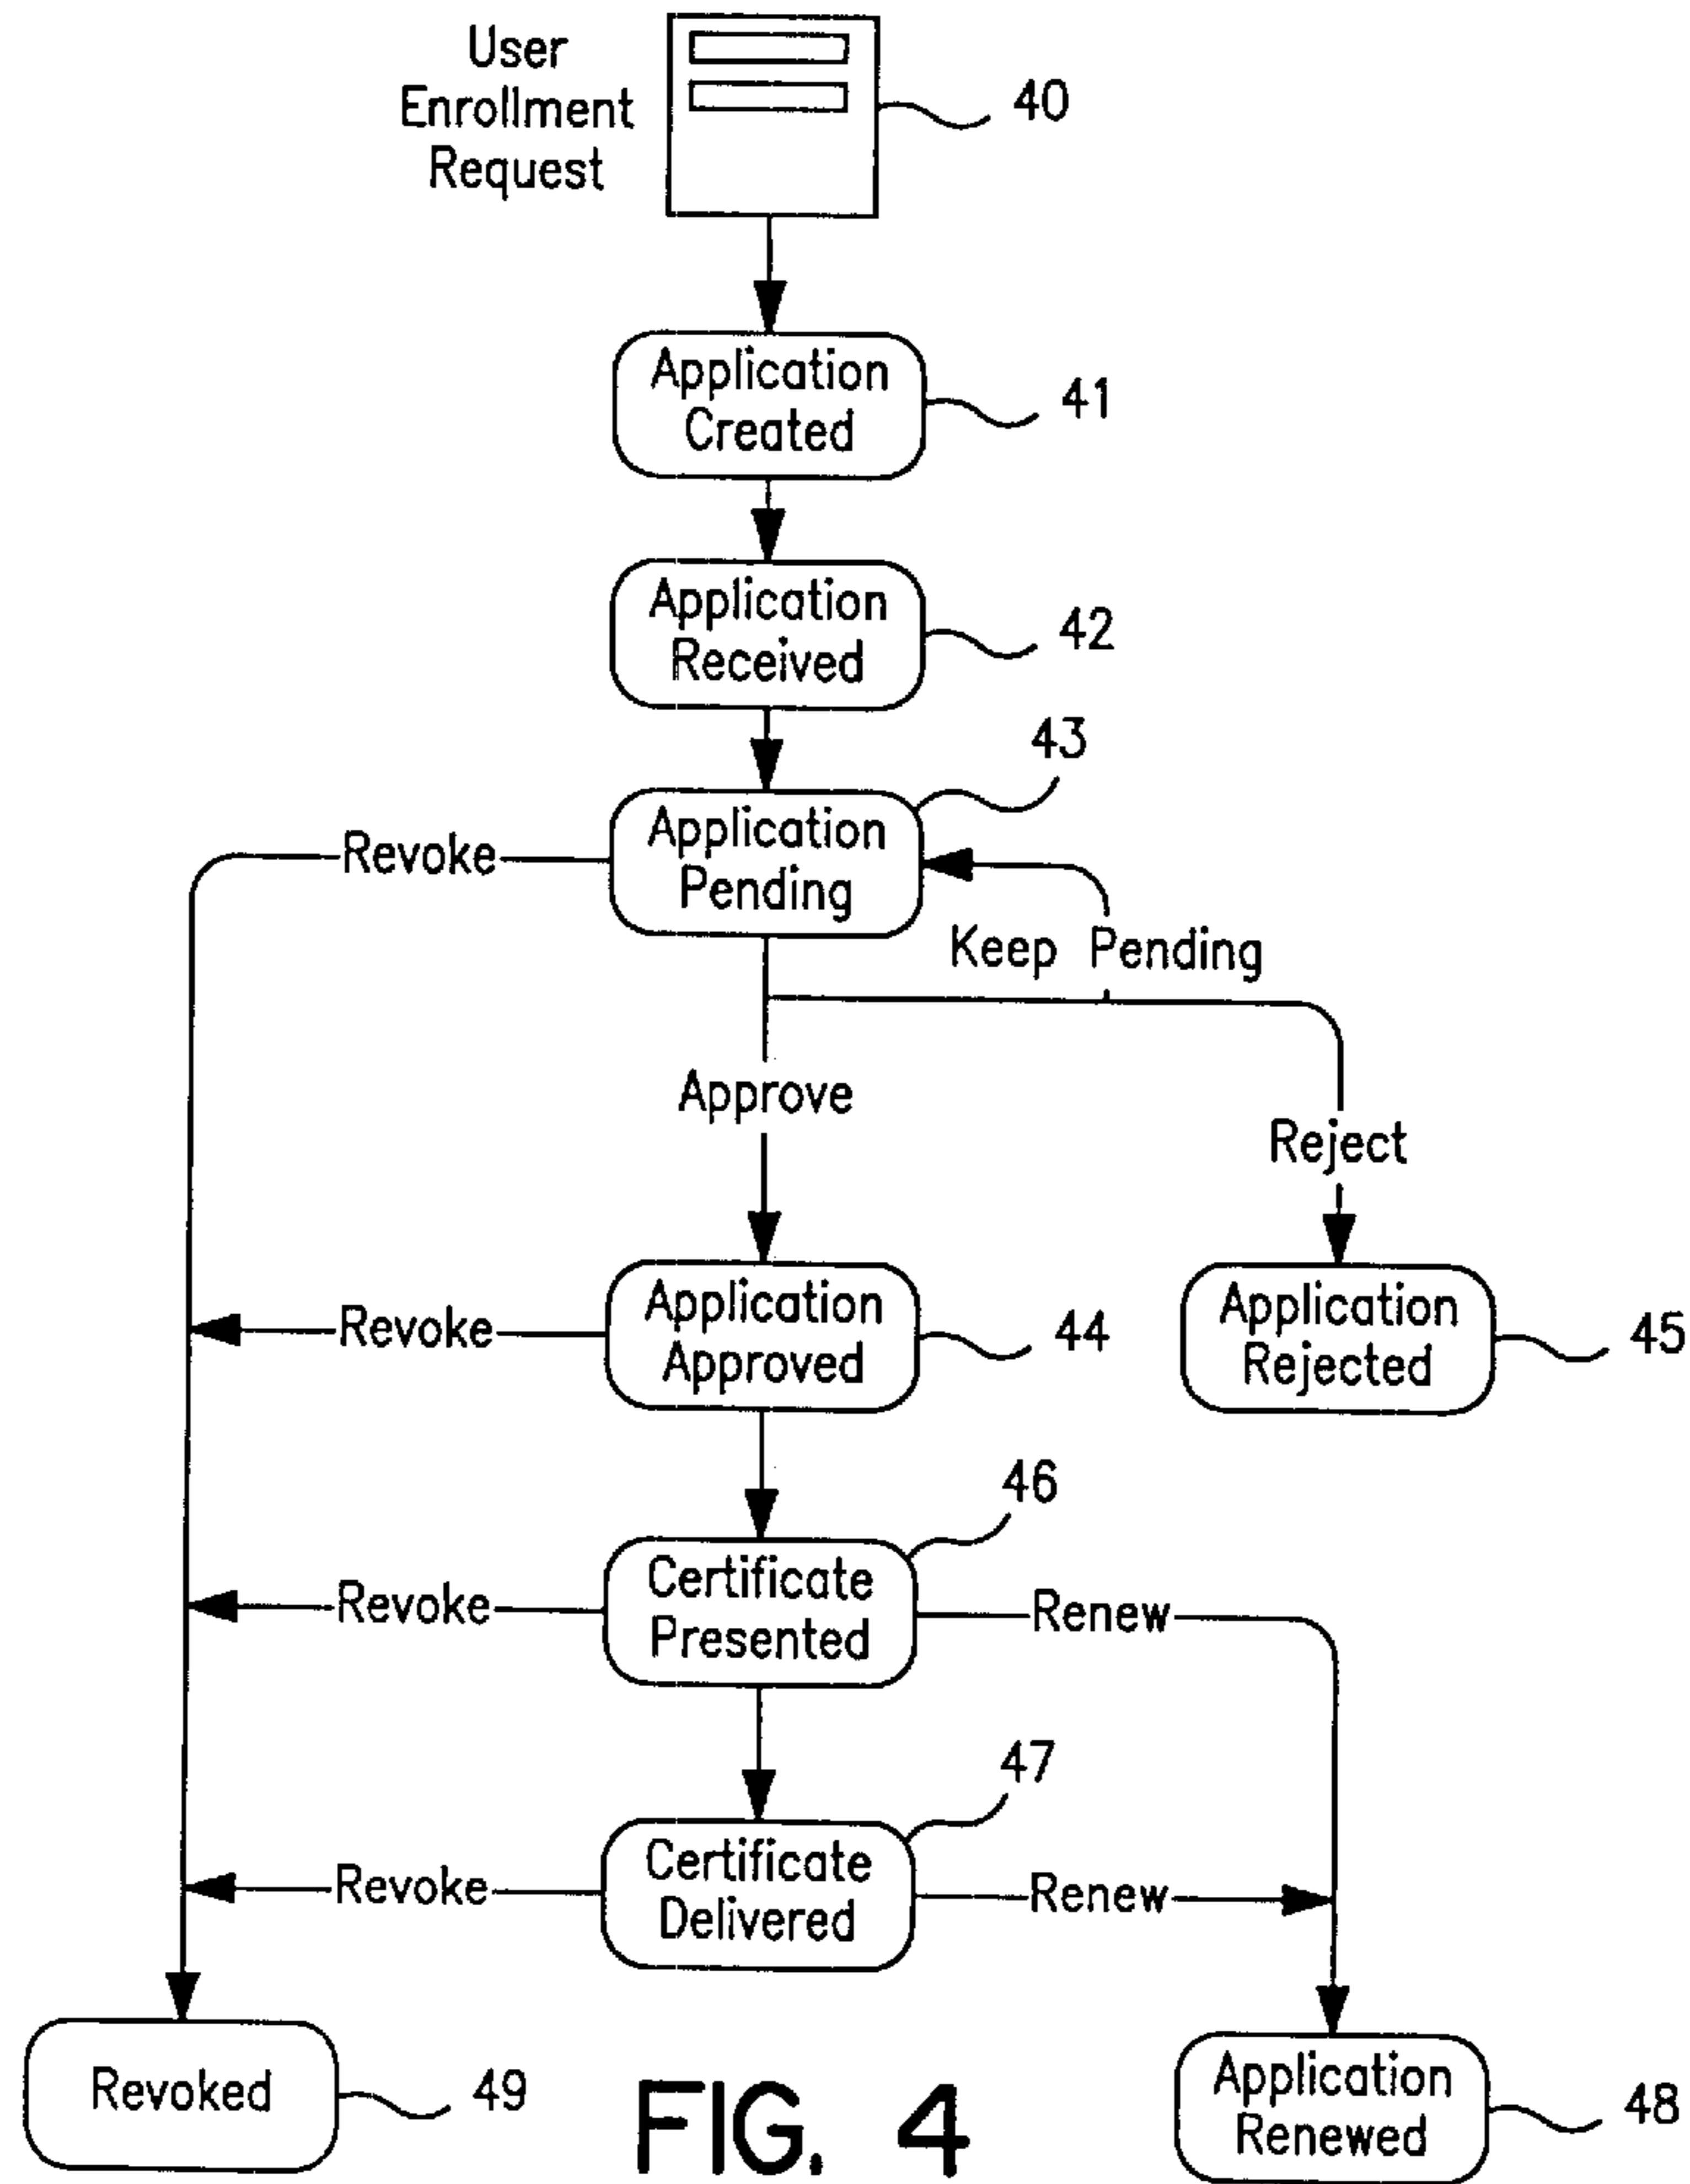 User
Enrollment
Request
40
Application
Created
41
Application
Received
42
43
Application
Pending
Revoke
Keep Pending
Approve
Reject
Application
Approved
44
Revoke
Application
Rejected
45
46
Certificate
Presented
Revoke
Renew
47
Certificate
Delivered
Revoke
Renew
Revoked
49
Application
Renewed
48
FIG. 4